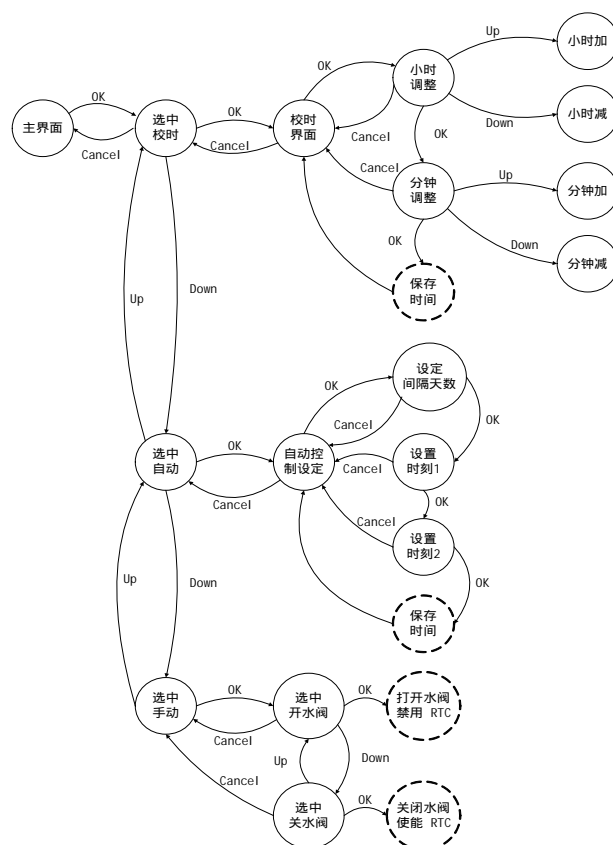 Up
小时加
OK
小时
调整
OK
OK
Down
小时减
主界面
选中
校时
校时
界面
Cancel
Cancel
Cancel
OK
Cancel
Up
分钟
调整
分钟加
OK
Down
分钟减
Up
Down
保存
时间
设定
间隔天数
OK
Cancel
OK
OK
选中
自动
自动控
制设定
Cancel
设置
时刻1
Cancel
OK
Cancel
设置
时刻2
Up
Down
OK
保存
时间
OK
OK
选中
手动
选中
开水阀
打开水阀
禁用 RTC
Cancel
Up
Down
Cancel
OK
选中
关水阀
关闭水阀
使能 RTC